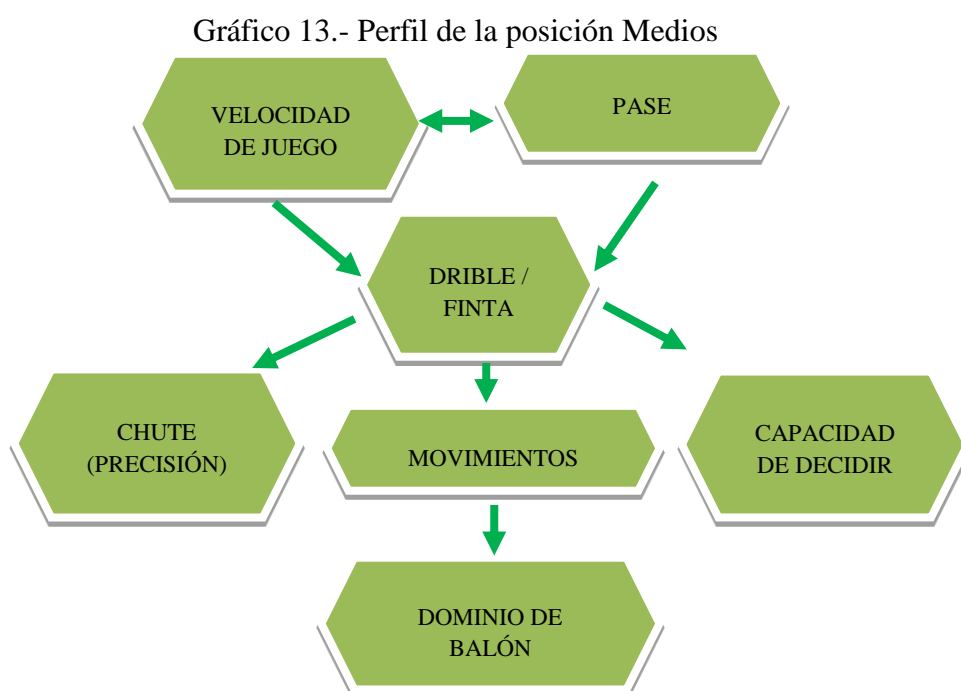 Gráfico 13.- Perfil de la posición Medios
VELOCIDAD
DE JUEGO
PASE
DRIBLE /
FINTA
CHUTE
(PRECISIÓN)
MOVIMIENTOS
CAPACIDAD
DE DECIDIR
DOMINIO DE
BALÓN